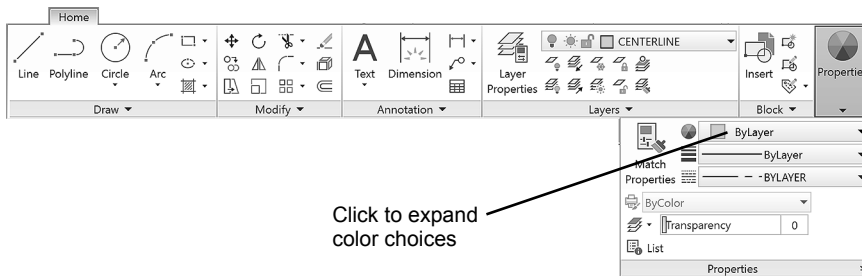 Home
Line Polyline Circle Arc
Text Dimension
Layer
Properties
CENTERLINE
Insert
Propertie
Draw
Modify
Annotation
Layers
Block
Match
Properties
ByLayer
ByLayer
BYLAYER
ByColor
Transparency 0
List
Properties
Click to expand
color choices